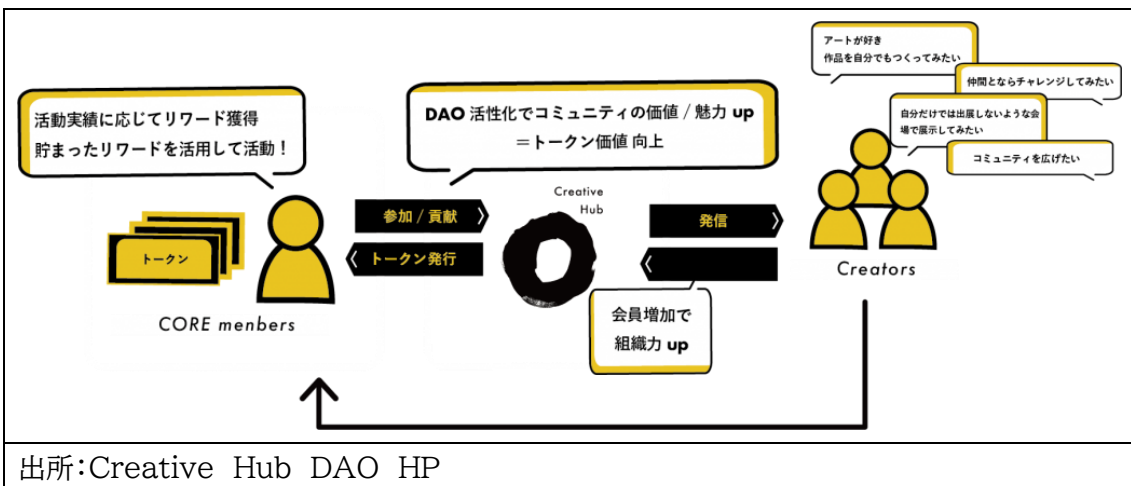 活動実績に応じてリワード獲得
貯まったリワードを活用して活動！
DAO 活性化でコミュニティの価値 / 魅力 up
＝トークン価値 向上
アートが好き
作品を自分でもつくってみたい
仲間とならチャレンジしてみたい
自分だけでは出展しないような会
場で展示してみたい
コミュニティを広げたい
トークン
CORE menbers
参加 / 貢献
トークン発行
Creative
Hub
発信
会員増加で
組織力 up
Creators
出所：Creative Hub DAO HP